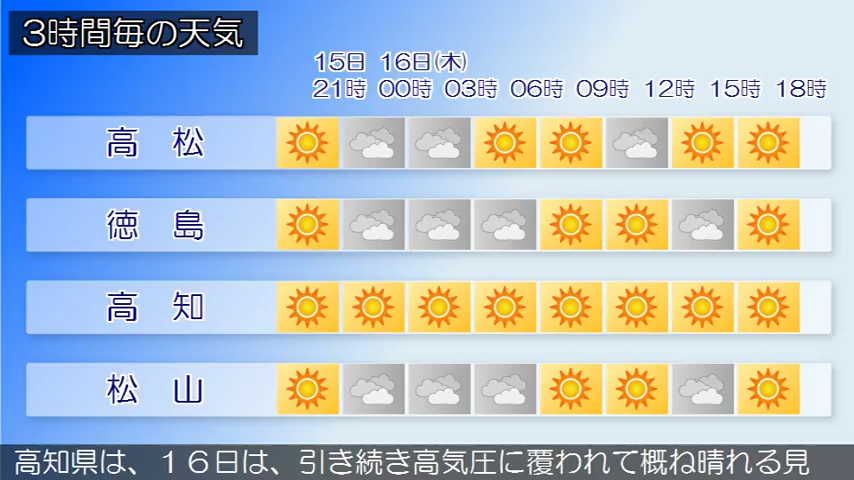 3時間毎の天気
15日 16日(木)
21時 00時 03時 06時 09時 12時 15時 18時
高松
徳島
高知
松山
高知県は、１６日は、引き続き高気圧に覆われて概ね晴れる見